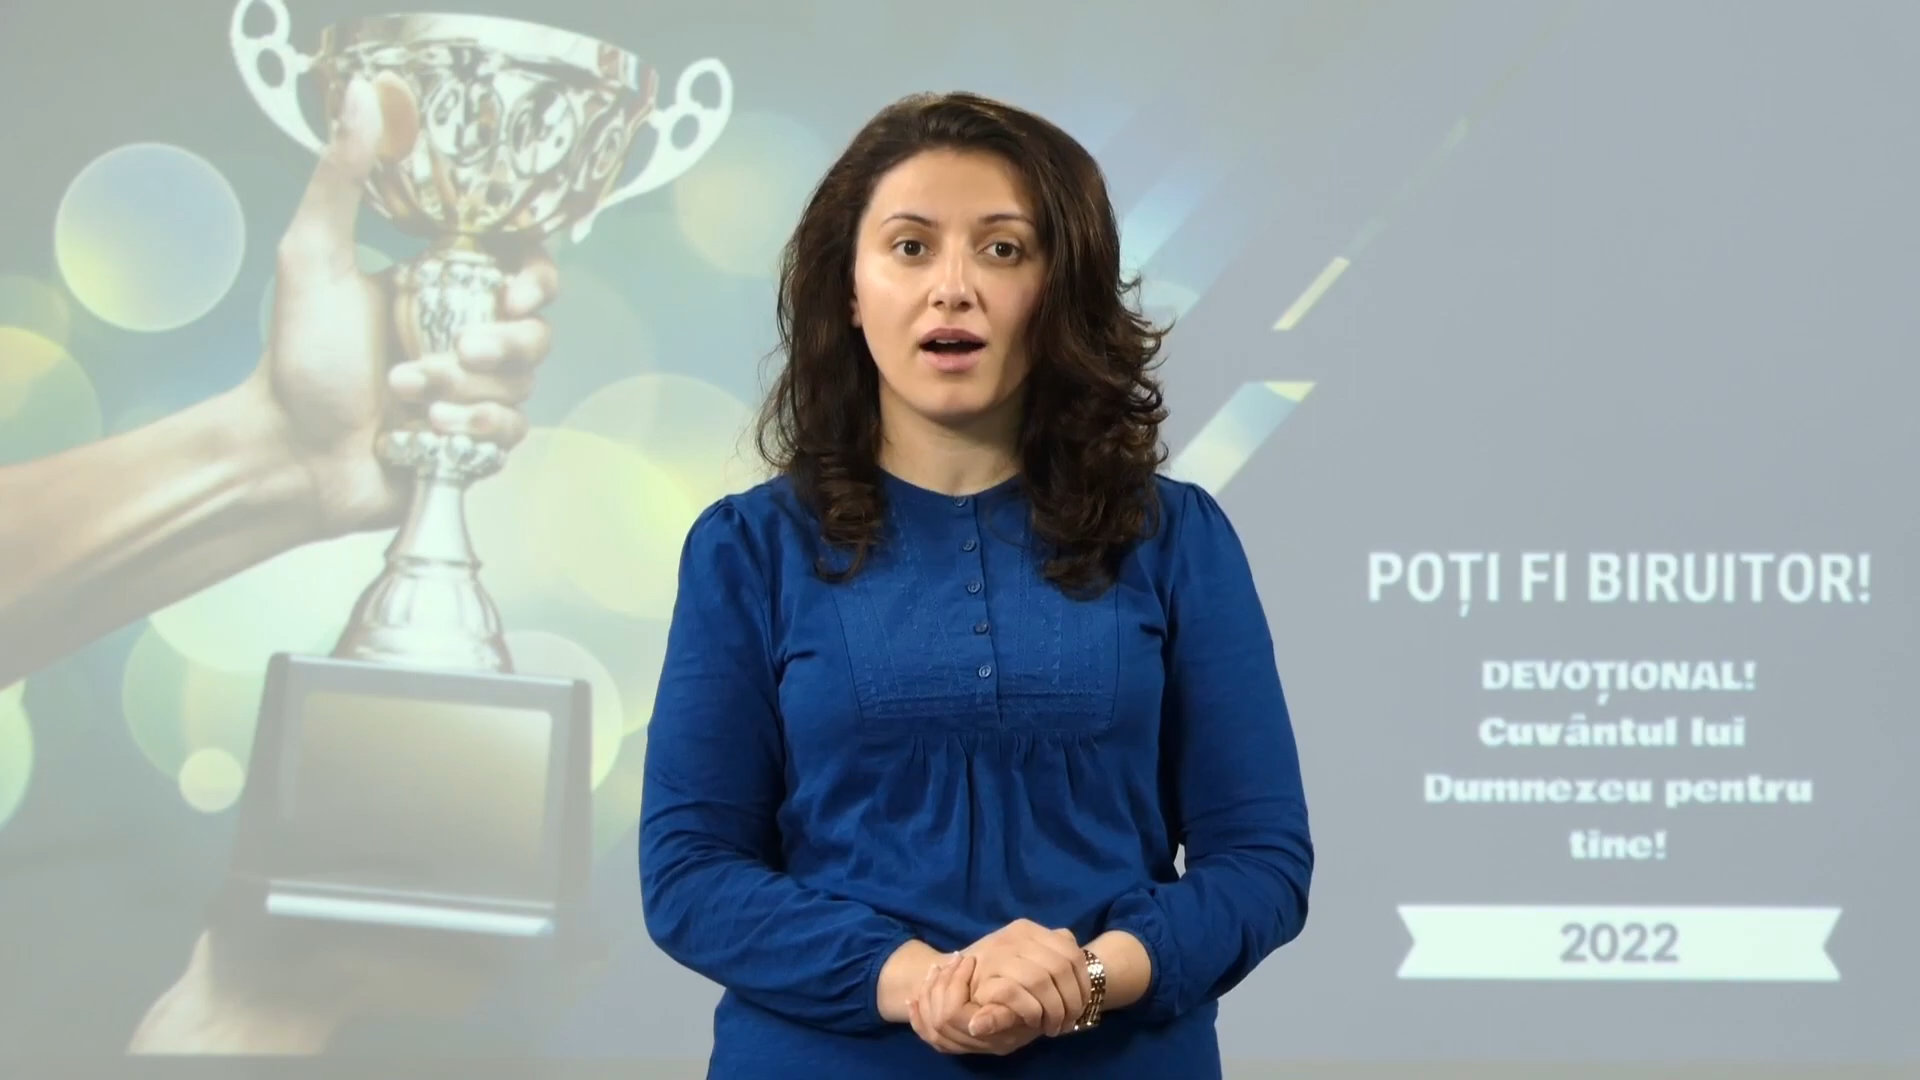 POȚI FI BIRUITOR!
DEVOȚIONAL!
Cuvântul lui
Dumnezeu pentru
tine!
2022